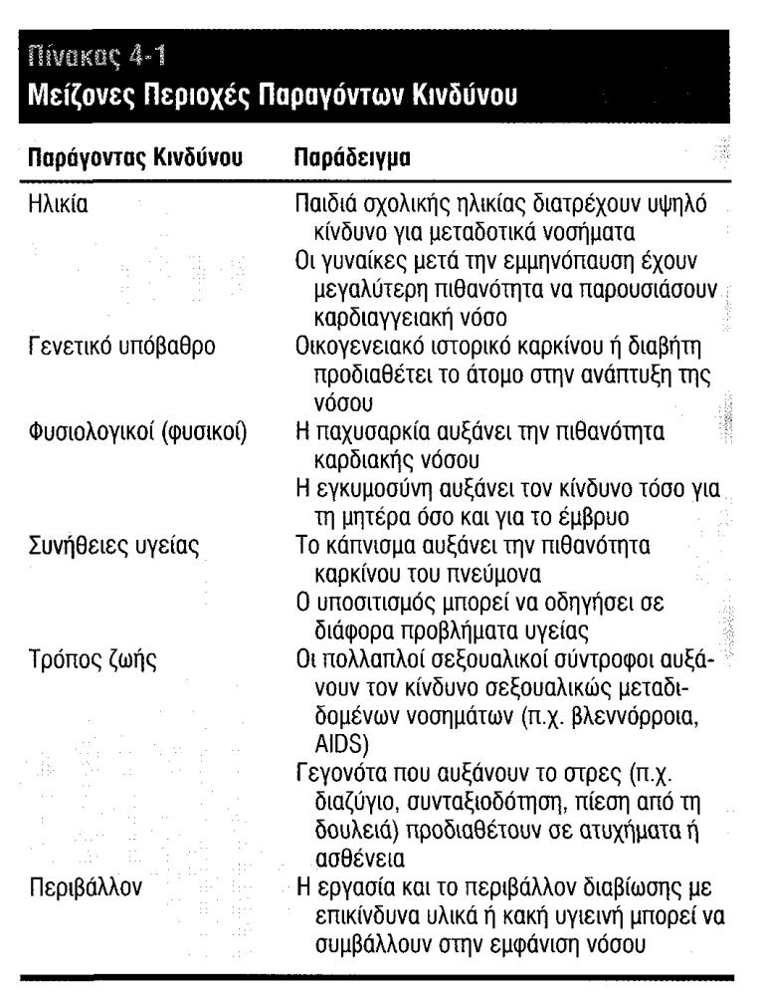 Πίνακας 4-1
Μείζονες Περιοχές Παραγόντων Κινδύνου
Παράγοντας Κινδύνου Παράδειγμα
Ηλικία Παιδιά σχολικής ηλικίας διατρέχουν υψηλό
κίνδυνο για μεταδοτικά νοσήματα
Οι γυναίκες μετά την εμμηνόπαυση έχουν
μεγαλύτερη πιθανότητα να παρουσιάσουν
καρδιαγγειακή νόσο
Γενετικό υπόβαθρο Οικογενειακό ιστορικό καρκίνου ή διαβήτη
προδιαθέτει το άτομο στην ανάπτυξη της
νόσου
Φυσιολογικοί (φυσικοί) Η παχυσαρκία αυξάνει την πιθανότητα
καρδιακής νόσου
Η εγκυμοσύνη αυξάνει τον κίνδυνο τόσο για
τη μητέρα όσο και για το έμβρυο
Συνήθειες υγείας Το κάπνισμα αυξάνει την πιθανότητα
καρκίνου του πνεύμονα
Ο υποσιτισμός μπορεί να οδηγήσει σε
διάφορα προβλήματα υγείας
Τρόπος ζωής Οι πολλαπλοί σεξουαλικοί σύντροφοι αυξά-
νουν τον κίνδυνο σεξουαλικώς μεταδι-
δομένων νοσημάτων (π.χ. βλεννόρροια,
AIDS)
Γεγονότα που αυξάνουν το στρες (π.χ.
διαζύγιο, συνταξιοδότηση, πίεση από τη
δουλειά) προδιαθέτουν σε ατυχήματα ή
ασθένεια
Περιβάλλον Η εργασία και το περιβάλλον διαβίωσης με
επικίνδυνα υλικά ή κακή υγιεινή μπορεί να
συμβάλλουν στην εμφάνιση νόσου